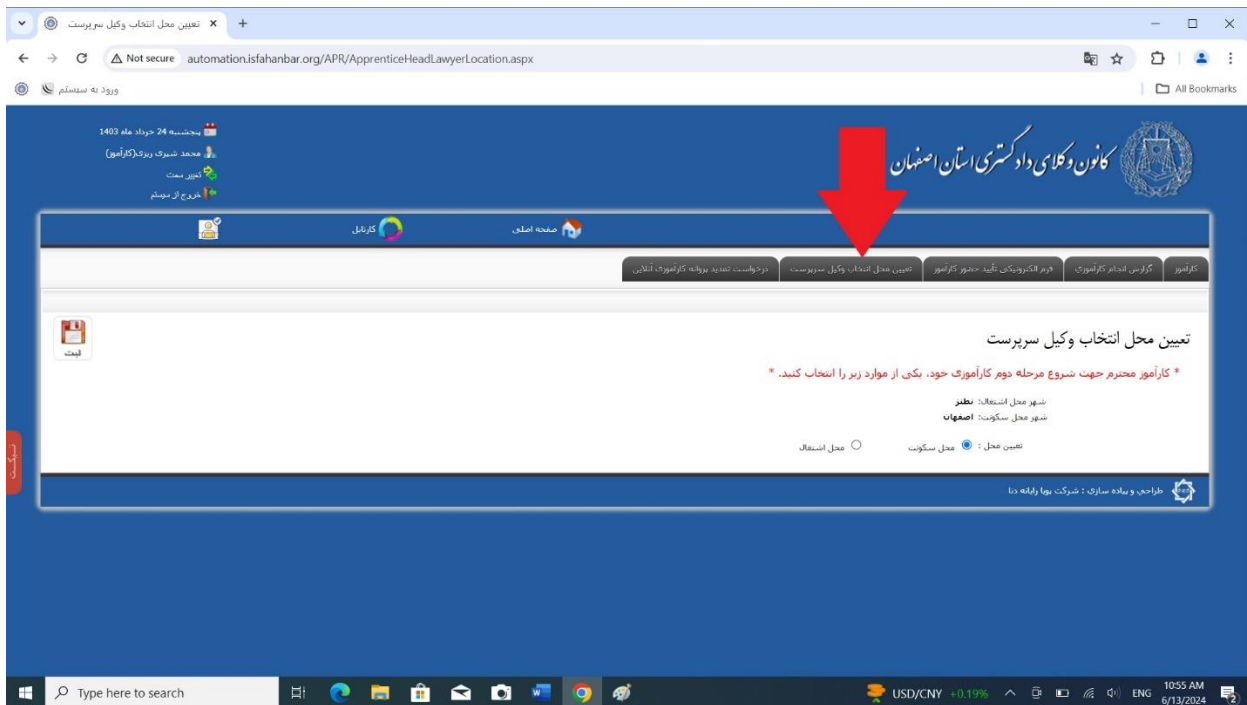 تعیین محل انتخاب وکیل سرپرست
Not secure automation.isfahanbar.org/APR/ApprenticeHeadLawyerLocation.aspx
ورود به سیستم
All Bookmarks
پنجشنبه 24 خرداد ماه 1403
محمد شیری ریزی(کارآموز)
تغییر سمت
خروج از سیستم
کانون وکلای دادگستری استان اصفهان
صفحه اصلی
کارتابل
کارآموز
گزارش انجام کارآموزی
فرم الکترونیکی تأیید حضور کارآموز
تعیین محل انتخاب وکیل سرپرست
درخواست تمدید پروانه کارآموزی آنلاین
ثبت
تعیین محل انتخاب وکیل سرپرست
* کارآموز محترم جهت شروع مرحله دوم کارآموزی خود، یکی از موارد زیر را انتخاب کنید. *
شهر محل اشتغال: نطنز
شهر محل سکونت: اصفهان
تعیین محل : محل سکونت محل اشتغال
تیکت
طراحی و پیاده سازی : شرکت پویا رایانه دنا
Type here to search
USD/CNY +0.19%
ENG
10:55 AM
6/13/2024
2